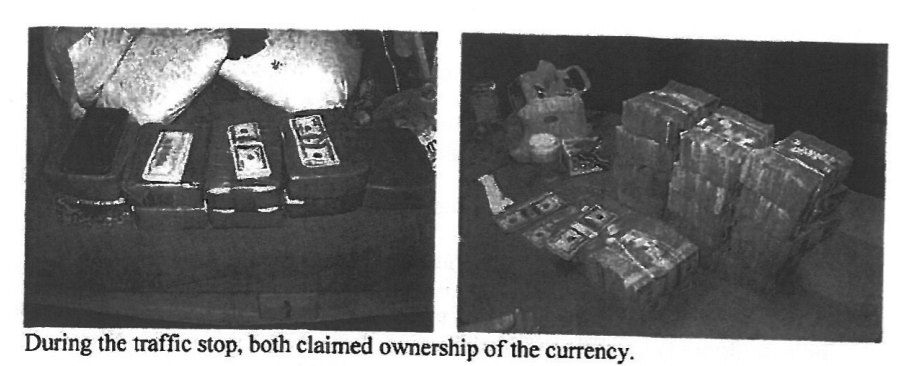 During the traffic stop, both claimed ownership of the currency.